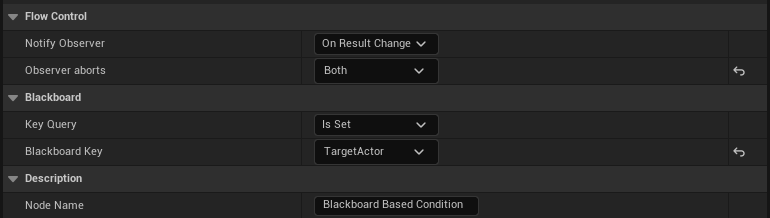 Flow Control
Notify Observer On Result Change
Observer aborts Both
Blackboard
Key Query Is Set
Blackboard Key TargetActor
Description
Node Name Blackboard Based Condition